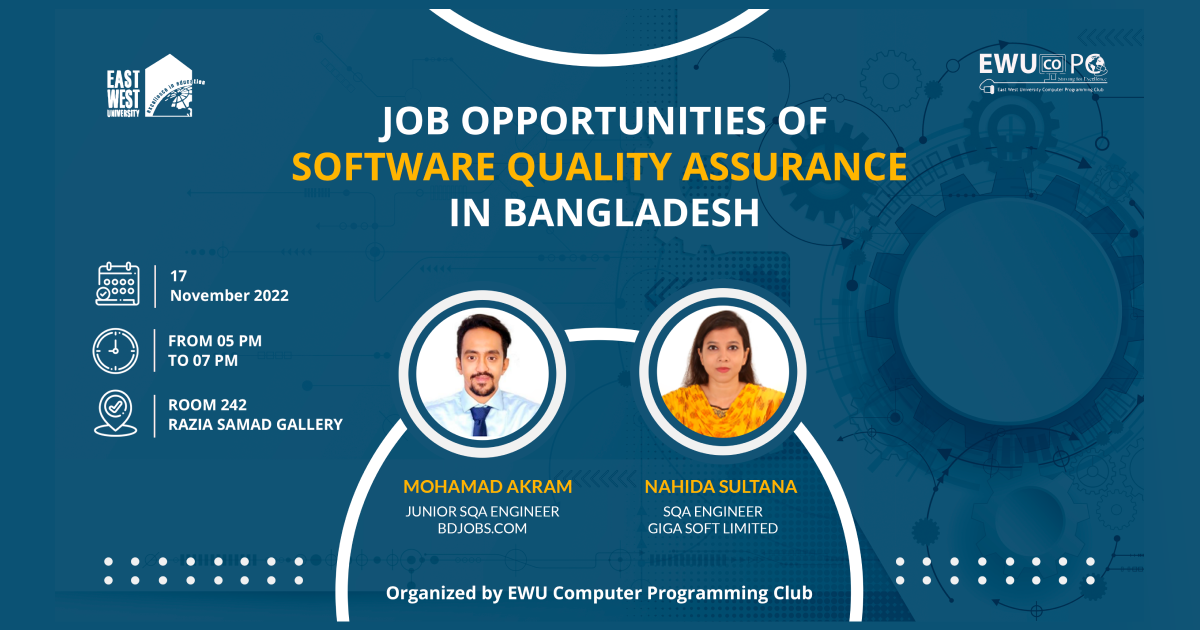 EAST
WEST
UNIVERSITY
excellence in education
EWU CO PC
Striving for Excellence
East West University Computer Programming Club
JOB OPPORTUNITIES OF
SOFTWARE QUALITY ASSURANCE
IN BANGLADESH
17
November 2022
FROM 05 PM
TO 07 PM
ROOM 242
RAZIA SAMAD GALLERY
MOHAMAD AKRAM
JUNIOR SQA ENGINEER
BDJOBS.COM
NAHIDA SULTANA
SQA ENGINEER
GIGA SOFT LIMITED
Organized by EWU Computer Programming Club